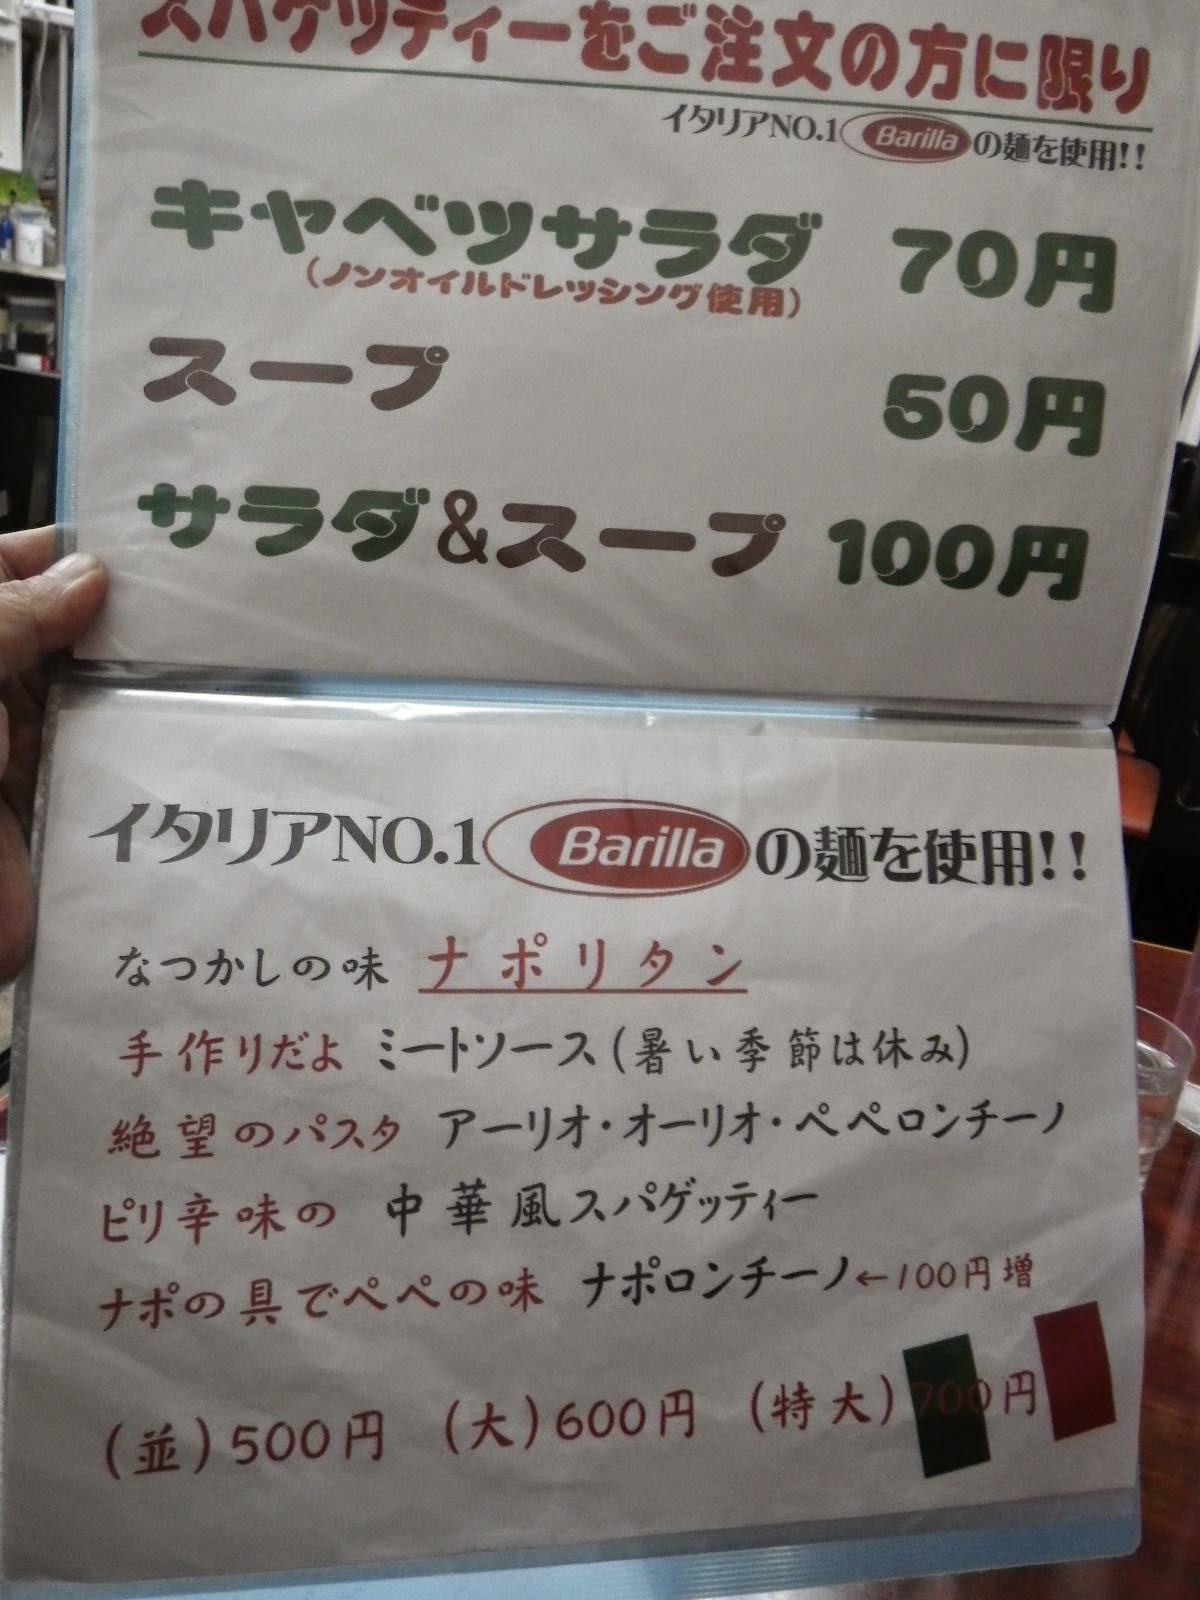 スパゲッティーをご注文の方に限り
イタリアNO.1 Barilla の麺を使用!!
キャベツサラダ 70円
(ノンオイルドレッシング使用)
スープ 50円
サラダ&スープ 100円
イタリアNO.1 Barilla の麺を使用!!
なつかしの味 ナポリタン
手作りだよ ミートソース(暑い季節は休み)
絶望のパスタ アーリオ・オーリオ・ペペロンチーノ
ピリ辛味の 中華風スパゲッティー
ナポの具でペペの味 ナポロンチーノ←100円増
(並)500円 (大)600円 (特大)700円